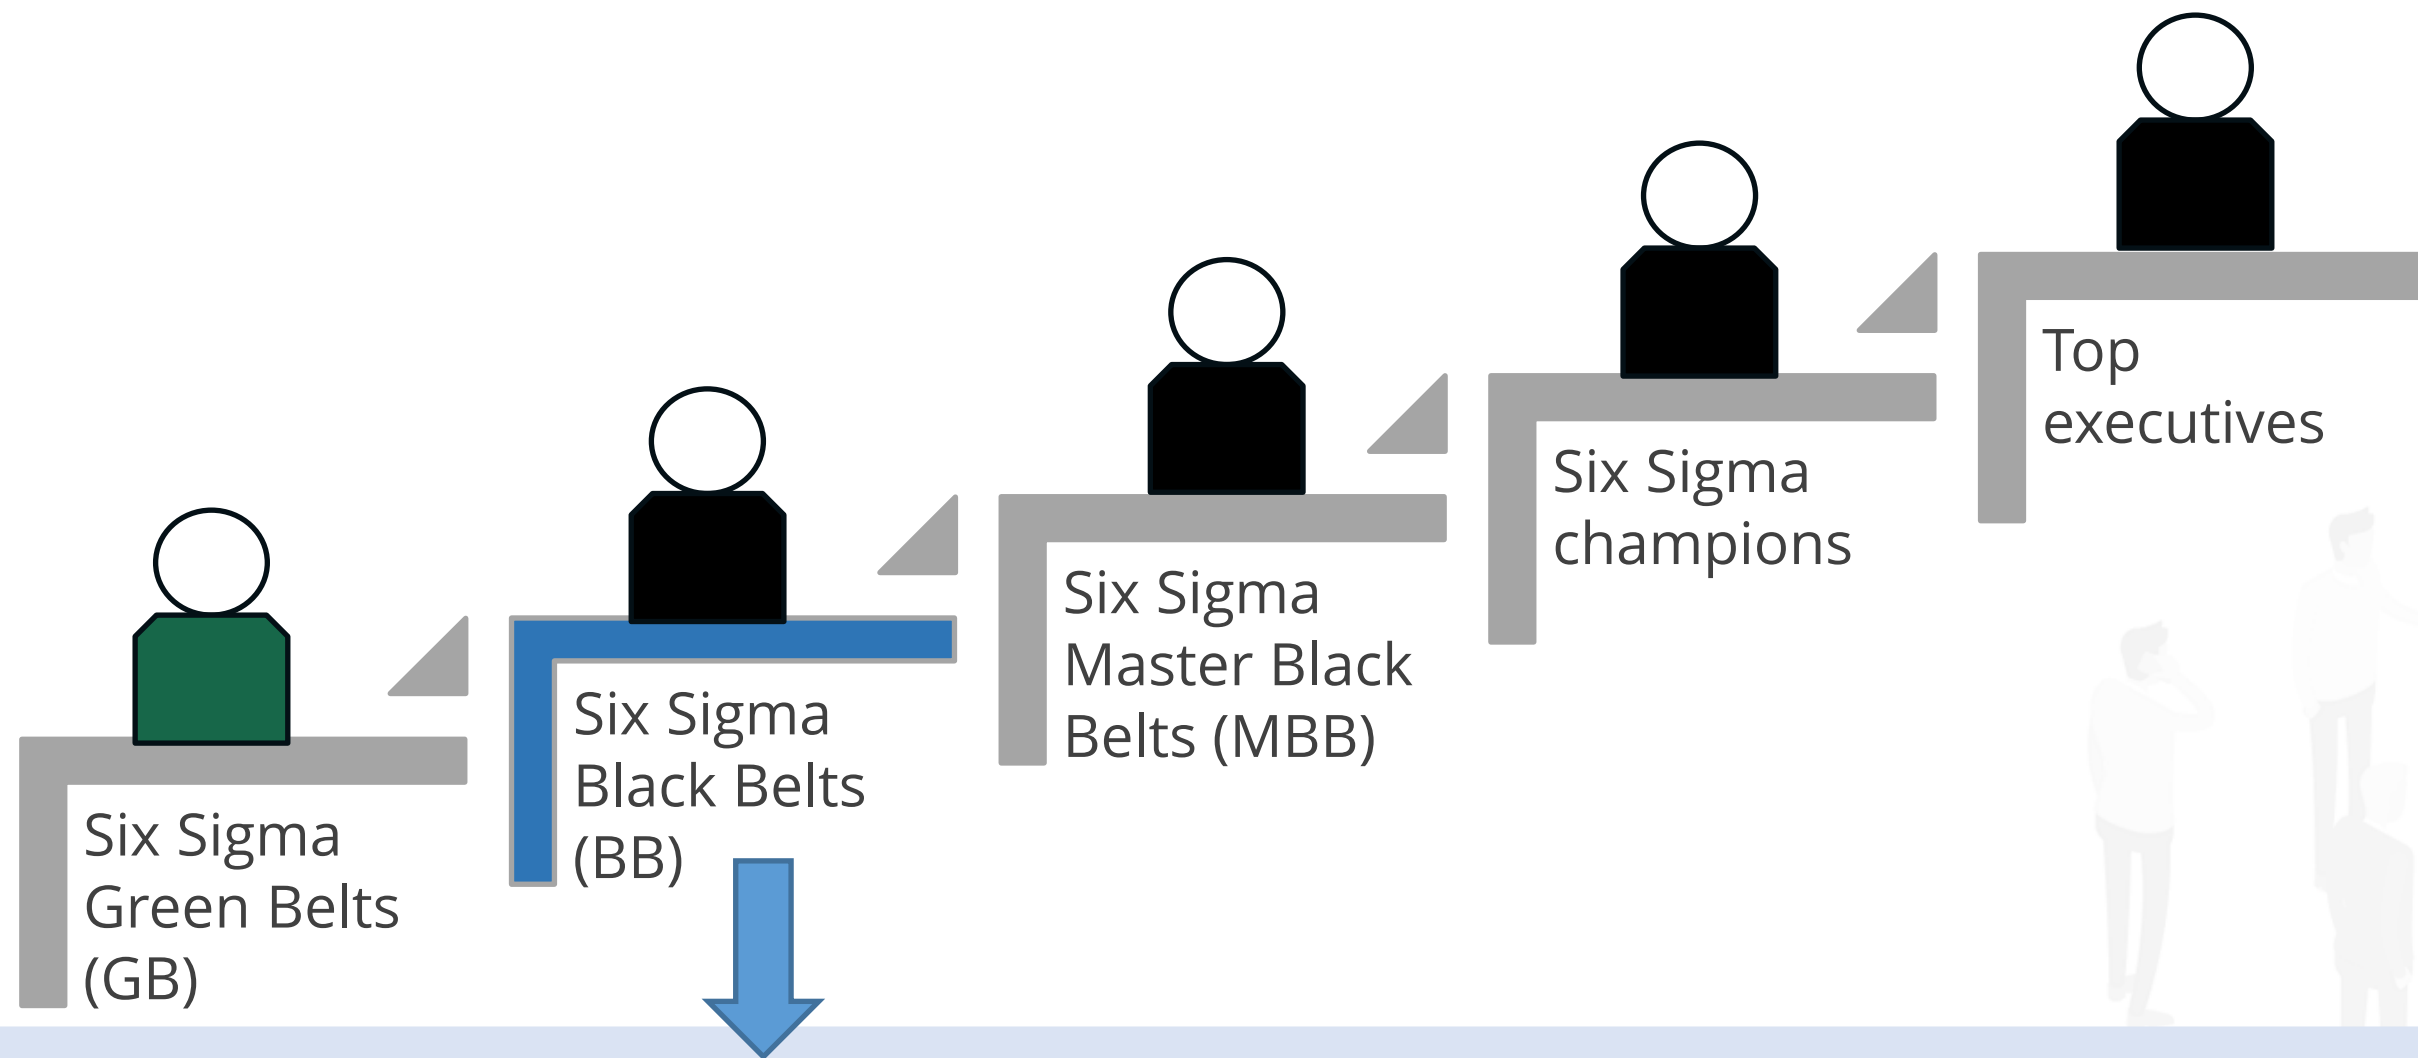 Six Sigma
Green Belts
(GB)
Six Sigma
Black Belts
(BB)
Six Sigma
Master Black
Belts (MBB)
Six Sigma
champions
Top
executives